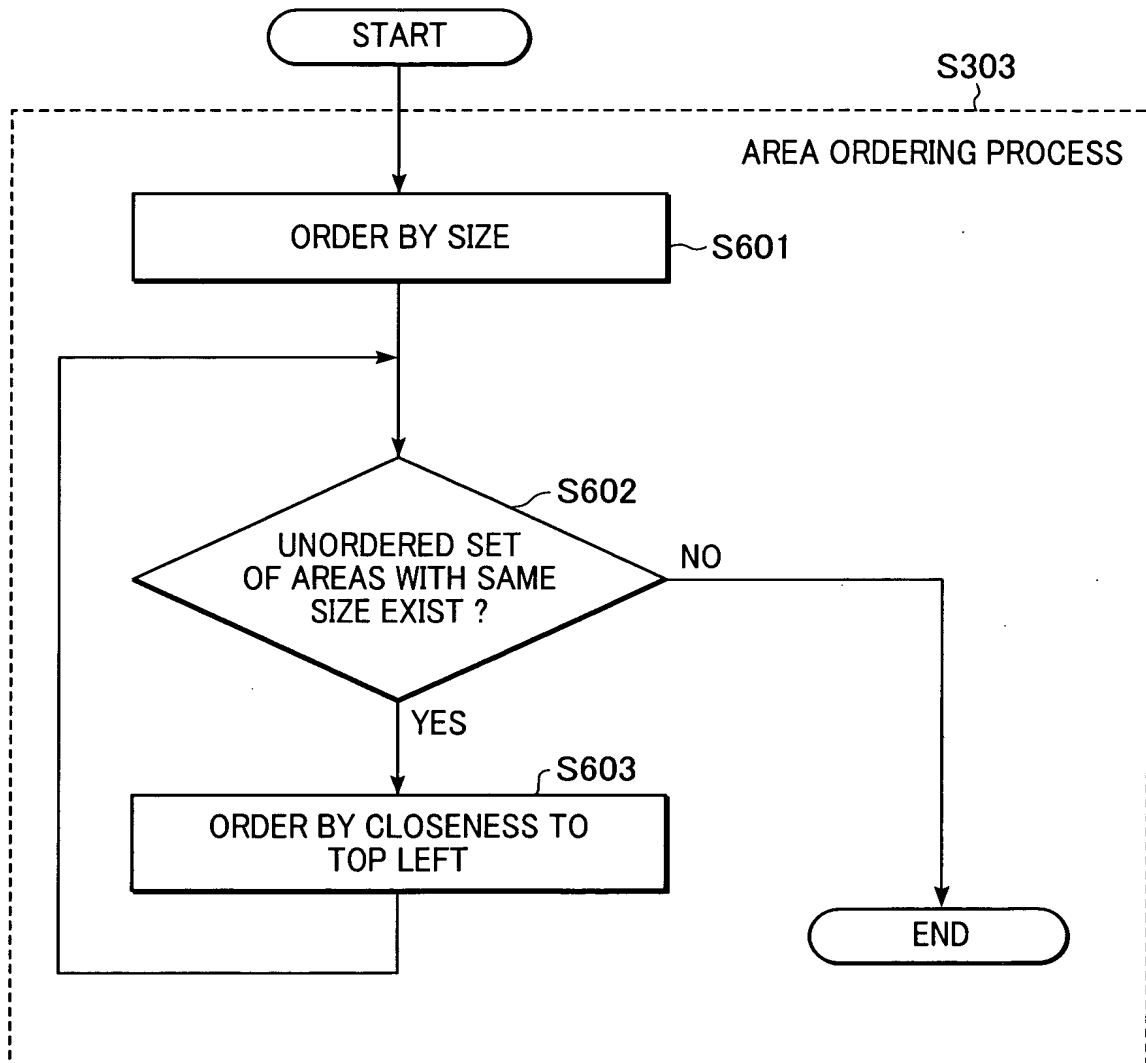 START
S303
AREA ORDERING PROCESS
ORDER BY SIZE
S601
S602
UNORDERED SET
OF AREAS WITH SAME
SIZE EXIST ?
NO
YES
S603
ORDER BY CLOSENESS TO
TOP LEFT
END